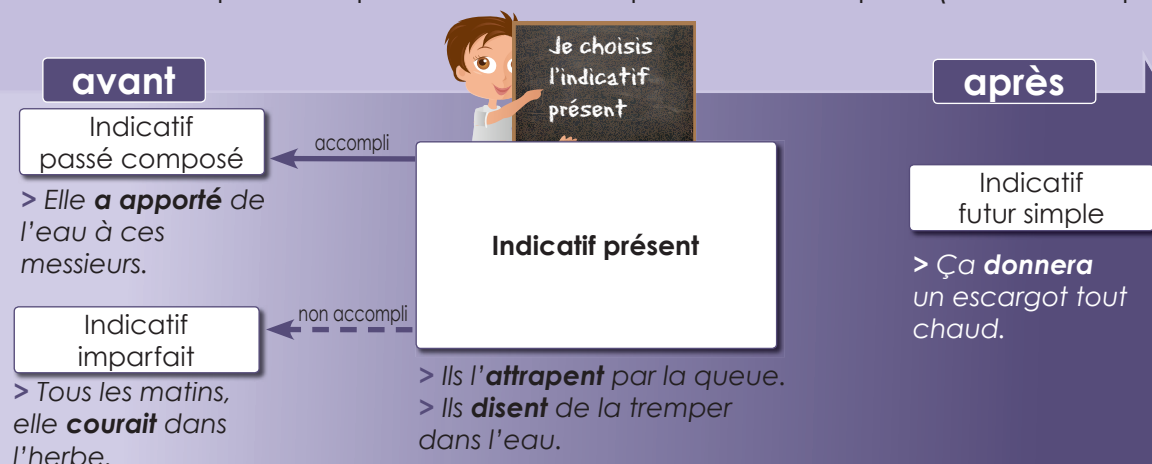 Je choisis
l'indicatif
présent
avant
après
Indicatif
passé composé
accompli
> Elle a apporté de
l'eau à ces
messieurs.
Indicatif
imparfait
non accompli
> Tous les matins,
elle courait dans
l'herbe.
Indicatif présent
> Ils l'attrapent par la queue.
> Ils disent de la tremper
dans l'eau.
Indicatif
futur simple
> Ça donnera
un escargot tout
chaud.